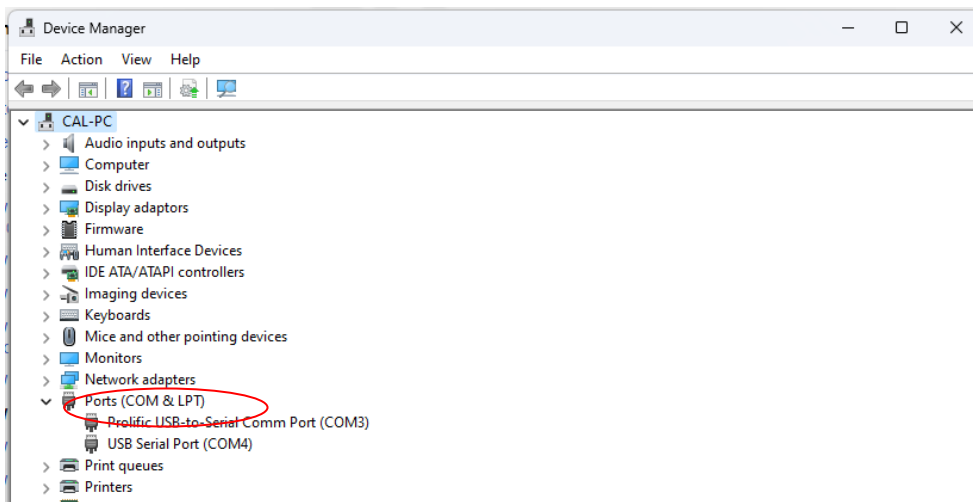 Device Manager
File Action View Help
CAL-PC
Audio inputs and outputs
Computer
Disk drives
Display adaptors
Firmware
Human Interface Devices
IDE ATA/ATAPI controllers
Imaging devices
Keyboards
Mice and other pointing devices
Monitors
Network adapters
Ports (COM & LPT)
Prolific USB-to-Serial Comm Port (COM3)
USB Serial Port (COM4)
Print queues
Printers